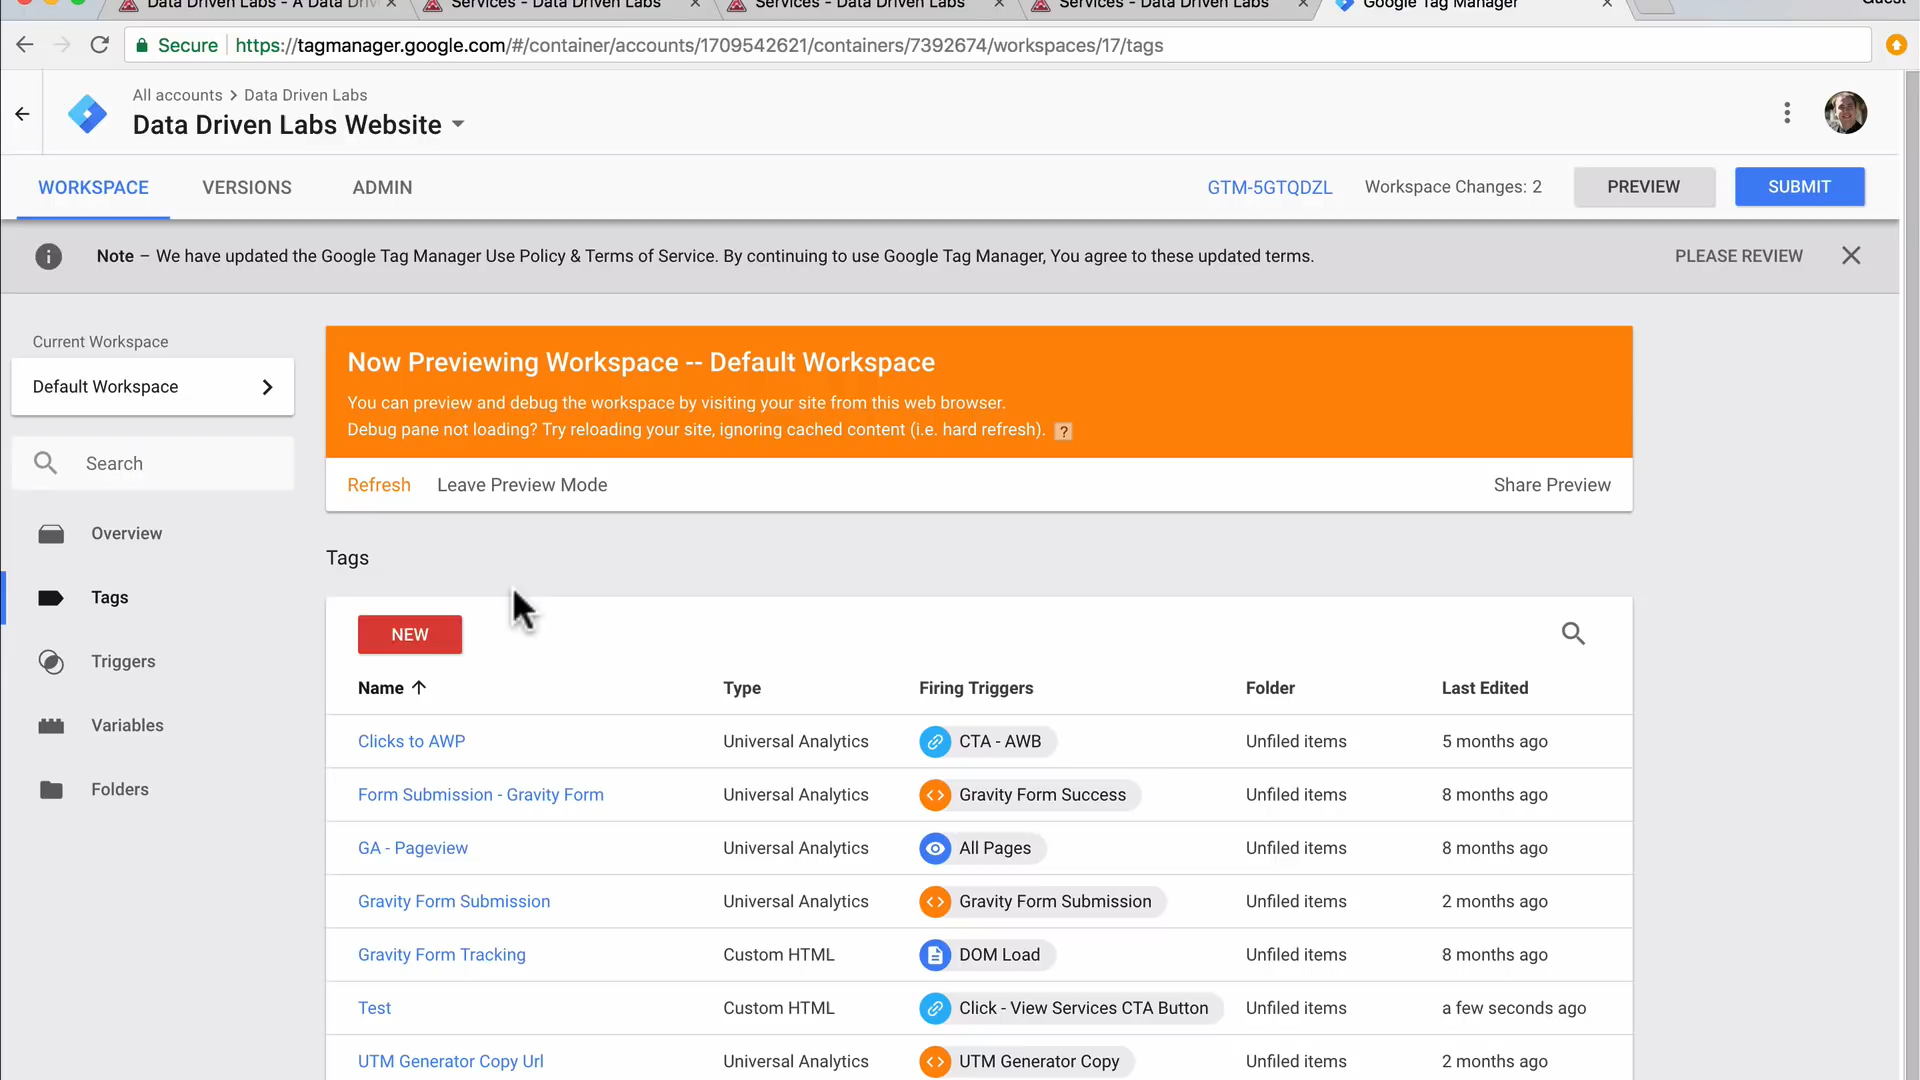 Data Driven Labs - A Data Driv
Services - Data Driven Labs
Services - Data Driven Labs
Services - Data Driven Labs
Google Tag Manager
Guest
Secure
https://tagmanager.google.com/#/container/accounts/1709542621/containers/7392674/workspaces/17/tags
All accounts > Data Driven Labs
Data Driven Labs Website
WORKSPACE VERSIONS ADMIN GTM-5GTQDZL Workspace Changes: 2 PREVIEW SUBMIT
Note – We have updated the Google Tag Manager Use Policy & Terms of Service. By continuing to use Google Tag Manager, You agree to these updated terms. PLEASE REVIEW
Current Workspace
Default Workspace
Search
Overview
Tags
Triggers
Variables
Folders
Now Previewing Workspace -- Default Workspace
You can preview and debug the workspace by visiting your site from this web browser.
Debug pane not loading? Try reloading your site, ignoring cached content (i.e. hard refresh). ?
Refresh Leave Preview Mode Share Preview
Tags
NEW
Name Type Firing Triggers Folder Last Edited
Clicks to AWP Universal Analytics CTA - AWB Unfiled items 5 months ago
Form Submission - Gravity Form Universal Analytics Gravity Form Success Unfiled items 8 months ago
GA - Pageview Universal Analytics All Pages Unfiled items 8 months ago
Gravity Form Submission Universal Analytics Gravity Form Submission Unfiled items 2 months ago
Gravity Form Tracking Custom HTML DOM Load Unfiled items 8 months ago
Test Custom HTML Click - View Services CTA Button Unfiled items a few seconds ago
UTM Generator Copy Url Universal Analytics UTM Generator Copy Unfiled items 2 months ago